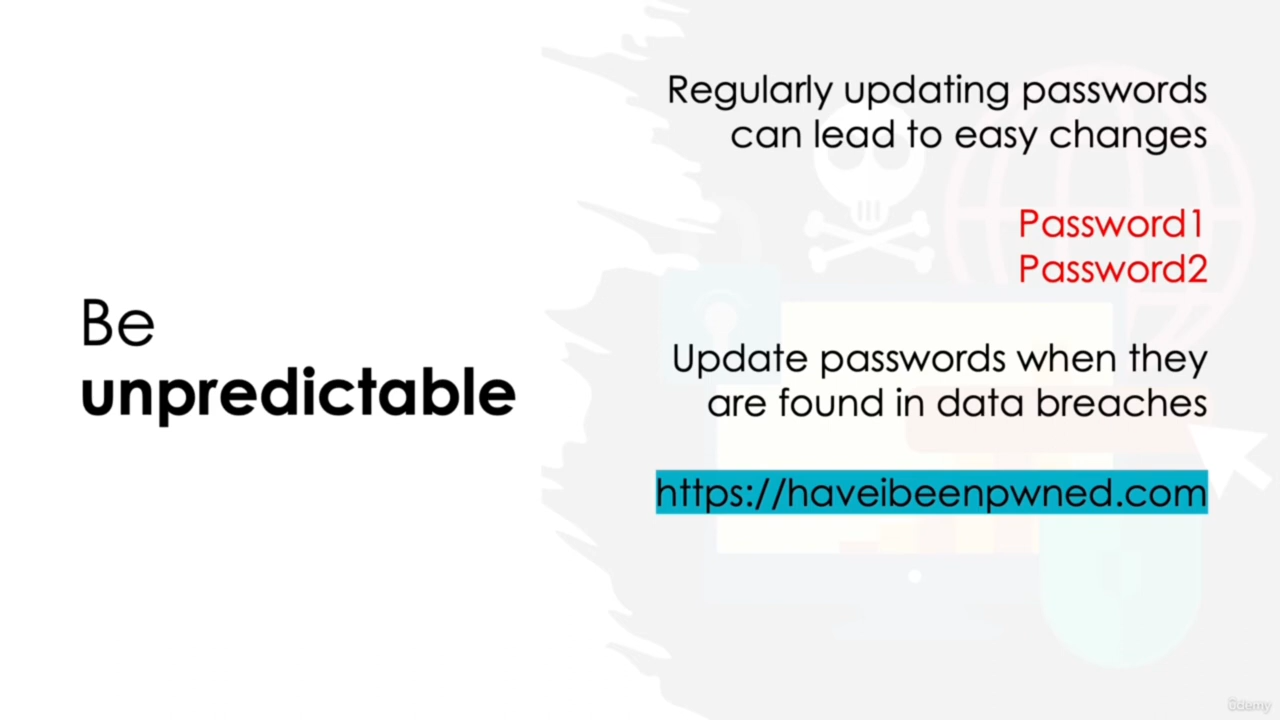 Be
unpredictable
Regularly updating passwords
can lead to easy changes
Password1
Password2
Update passwords when they
are found in data breaches
https://haveibeenpwned.com
ûdemy